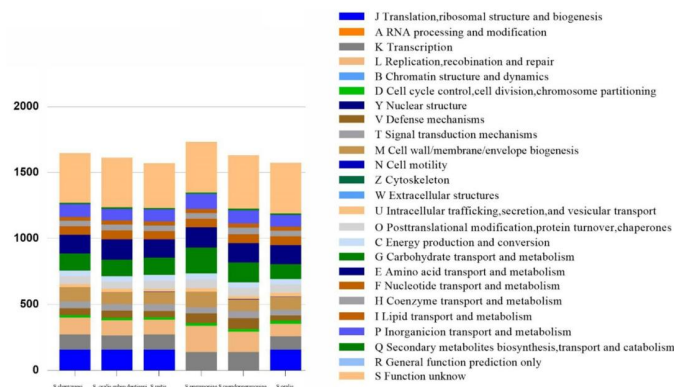 J Translation,ribosomal structure and biogenesis
A RNA processing and modification
K Transcription
L Replication,recobination and repair
B Chromatin structure and dynamics
D Cell cycle control,cell division,chromosome partitioning
Y Nuclear structure
V Defense mechanisms
T Signal transduction mechanisms
M Cell wall/membrane/envelope biogenesis
N Cell motility
Z Cytoskeleton
W Extracellular structures
U Intracellular trafficking,secretion,and vesicular transport
O Posttranslational modification,protein turnover,chaperones
C Energy production and conversion
G Carbohydrate transport and metabolism
E Amino acid transport and metabolism
F Nucleotide transport and metabolism
H Coenzyme transport and metabolism
I Lipid transport and metabolism
P Inorganicion transport and metabolism
Q Secondary metabolites biosynthesis,transport and catabolism
R General function prediction only
S Function unknow
2000
1500
1000
500
0